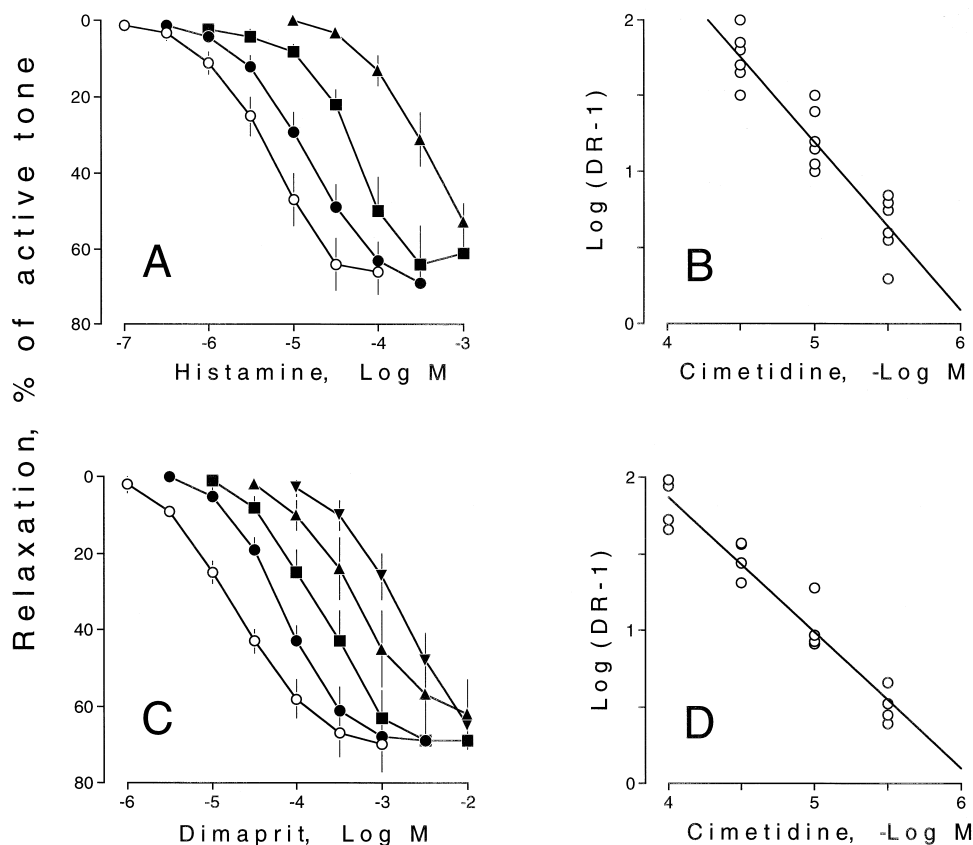 Relaxation, % of active tone
0
20
40
60
80
A
-7 -6 -5 -4 -3
Histamine, Log M
Log (DR-1)
2
1
0
B
4 5 6
Cimetidine, -Log M
0
20
40
60
80
C
-6 -5 -4 -3 -2
Dimaprit, Log M
Log (DR-1)
2
1
0
D
4 5 6
Cimetidine, -Log M